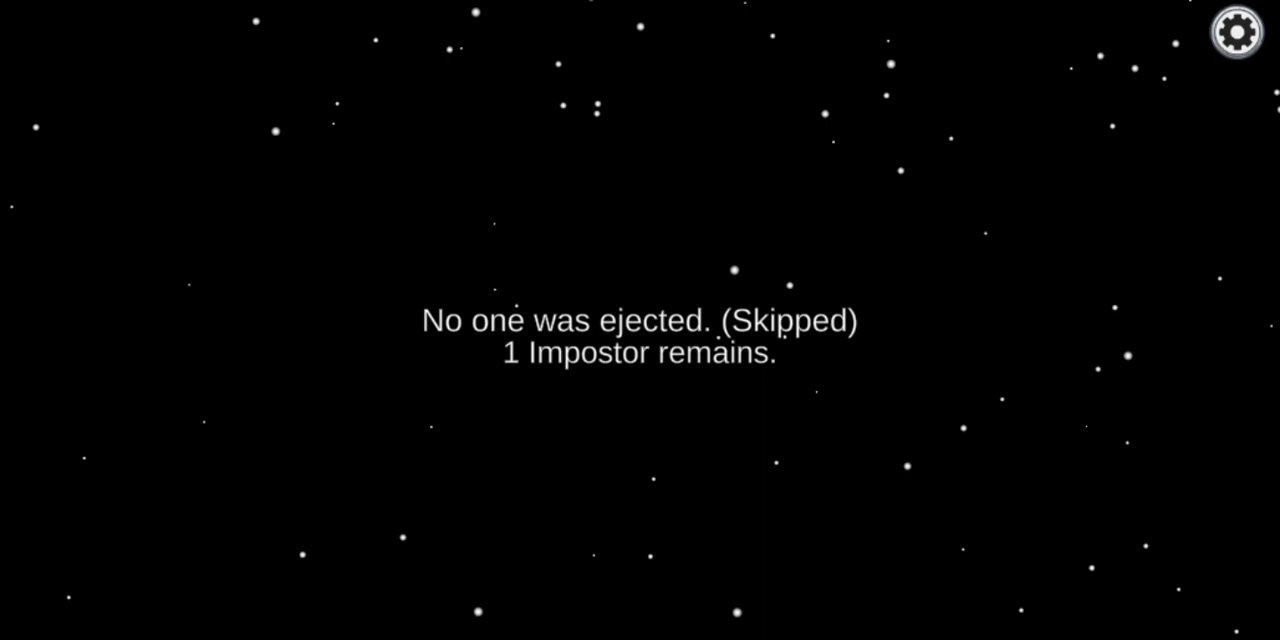 No one was ejected. (Skipped)
1 Impostor remains.